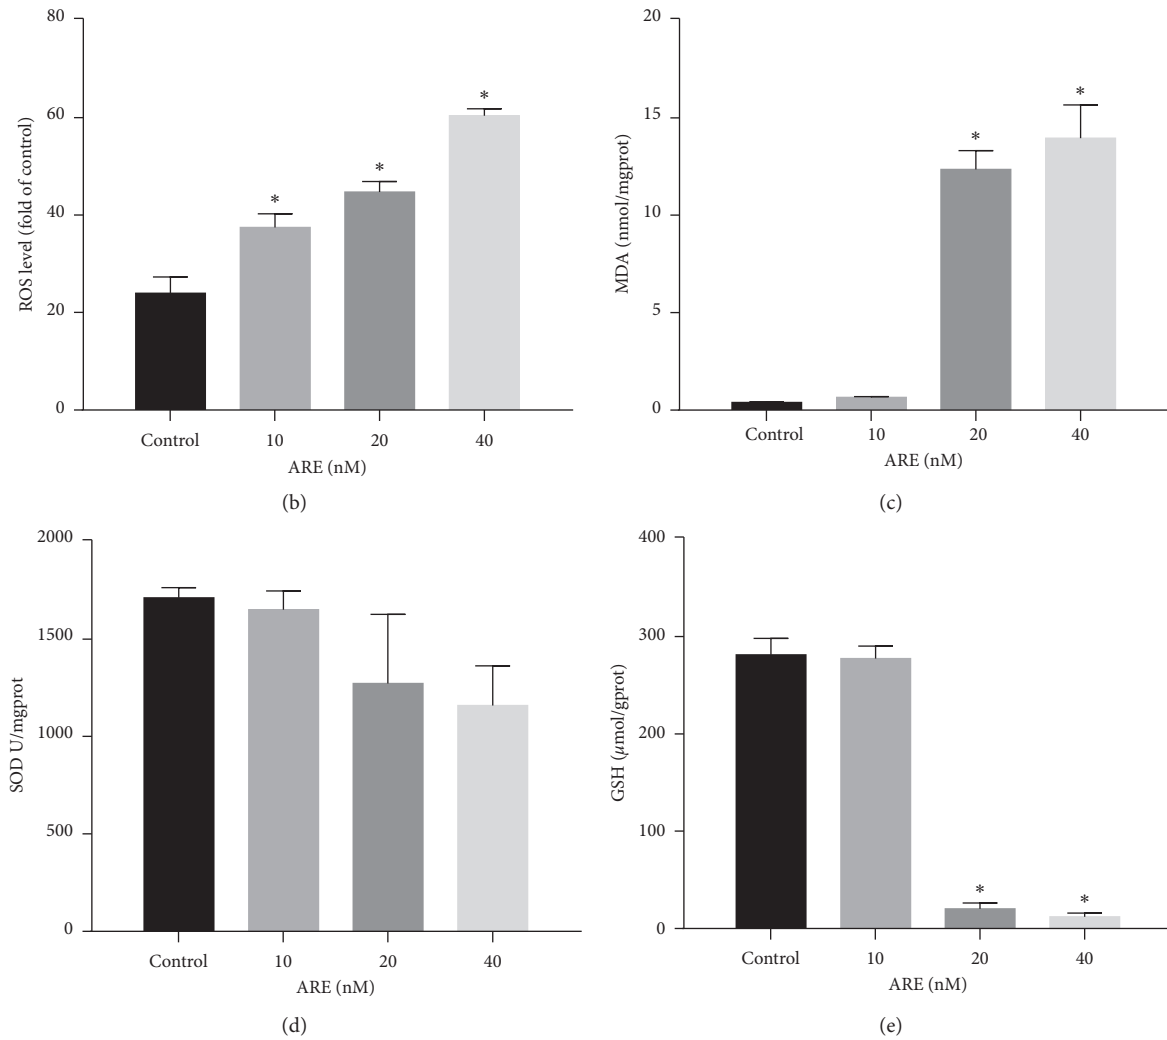 80
60
40
20
0
ROS level (fold of control)
*
*
*
Control 10 20 40
ARE (nM)
(b)
20
15
10
5
0
MDA (nmol/mgprot)
*
*
Control 10 20 40
ARE (nM)
(c)
2000
1500
1000
500
0
SOD U/mgprot
Control 10 20 40
ARE (nM)
(d)
400
300
200
100
0
GSH (µmol/gprot)
*
*
Control 10 20 40
ARE (nM)
(e)